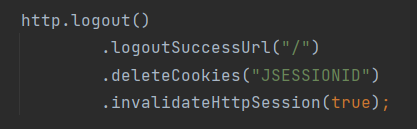 http.logout()
        .logoutSuccessUrl("/")
        .deleteCookies("JSESSIONID")
        .invalidateHttpSession(true);